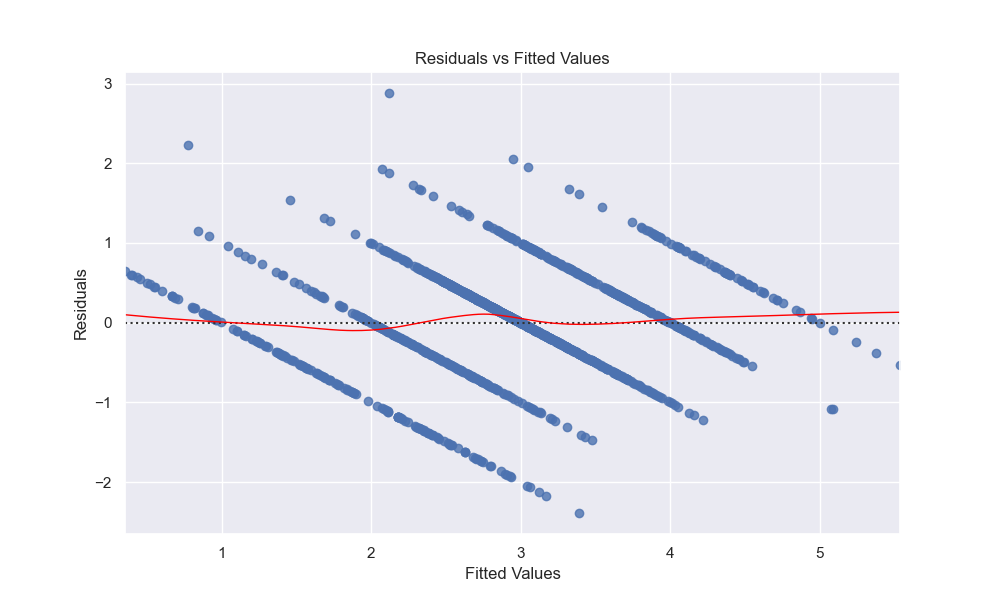 Residuals vs Fitted Values
3
2
1
0
−1
−2
Residuals
1 2 3 4 5
Fitted Values